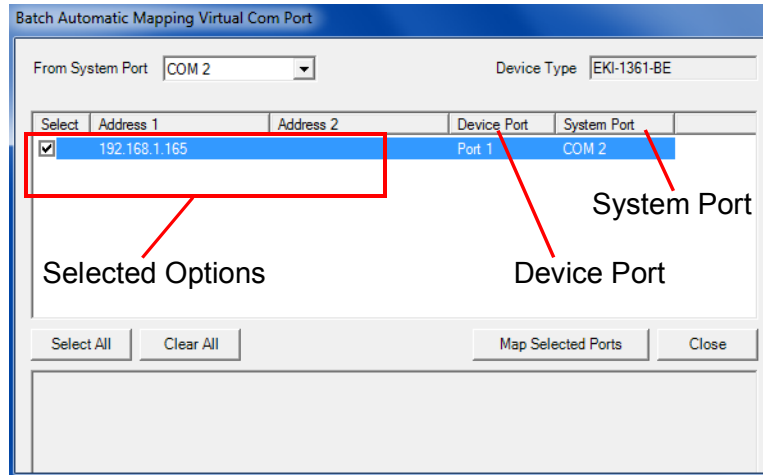 Batch Automatic Mapping Virtual Com Port
From System Port COM 2 Device Type EKI-1361-BE
Select Address 1 Address 2 Device Port System Port
192.168.1.165 Port 1 COM 2
System Port
Selected Options Device Port
Select All Clear All Map Selected Ports Close